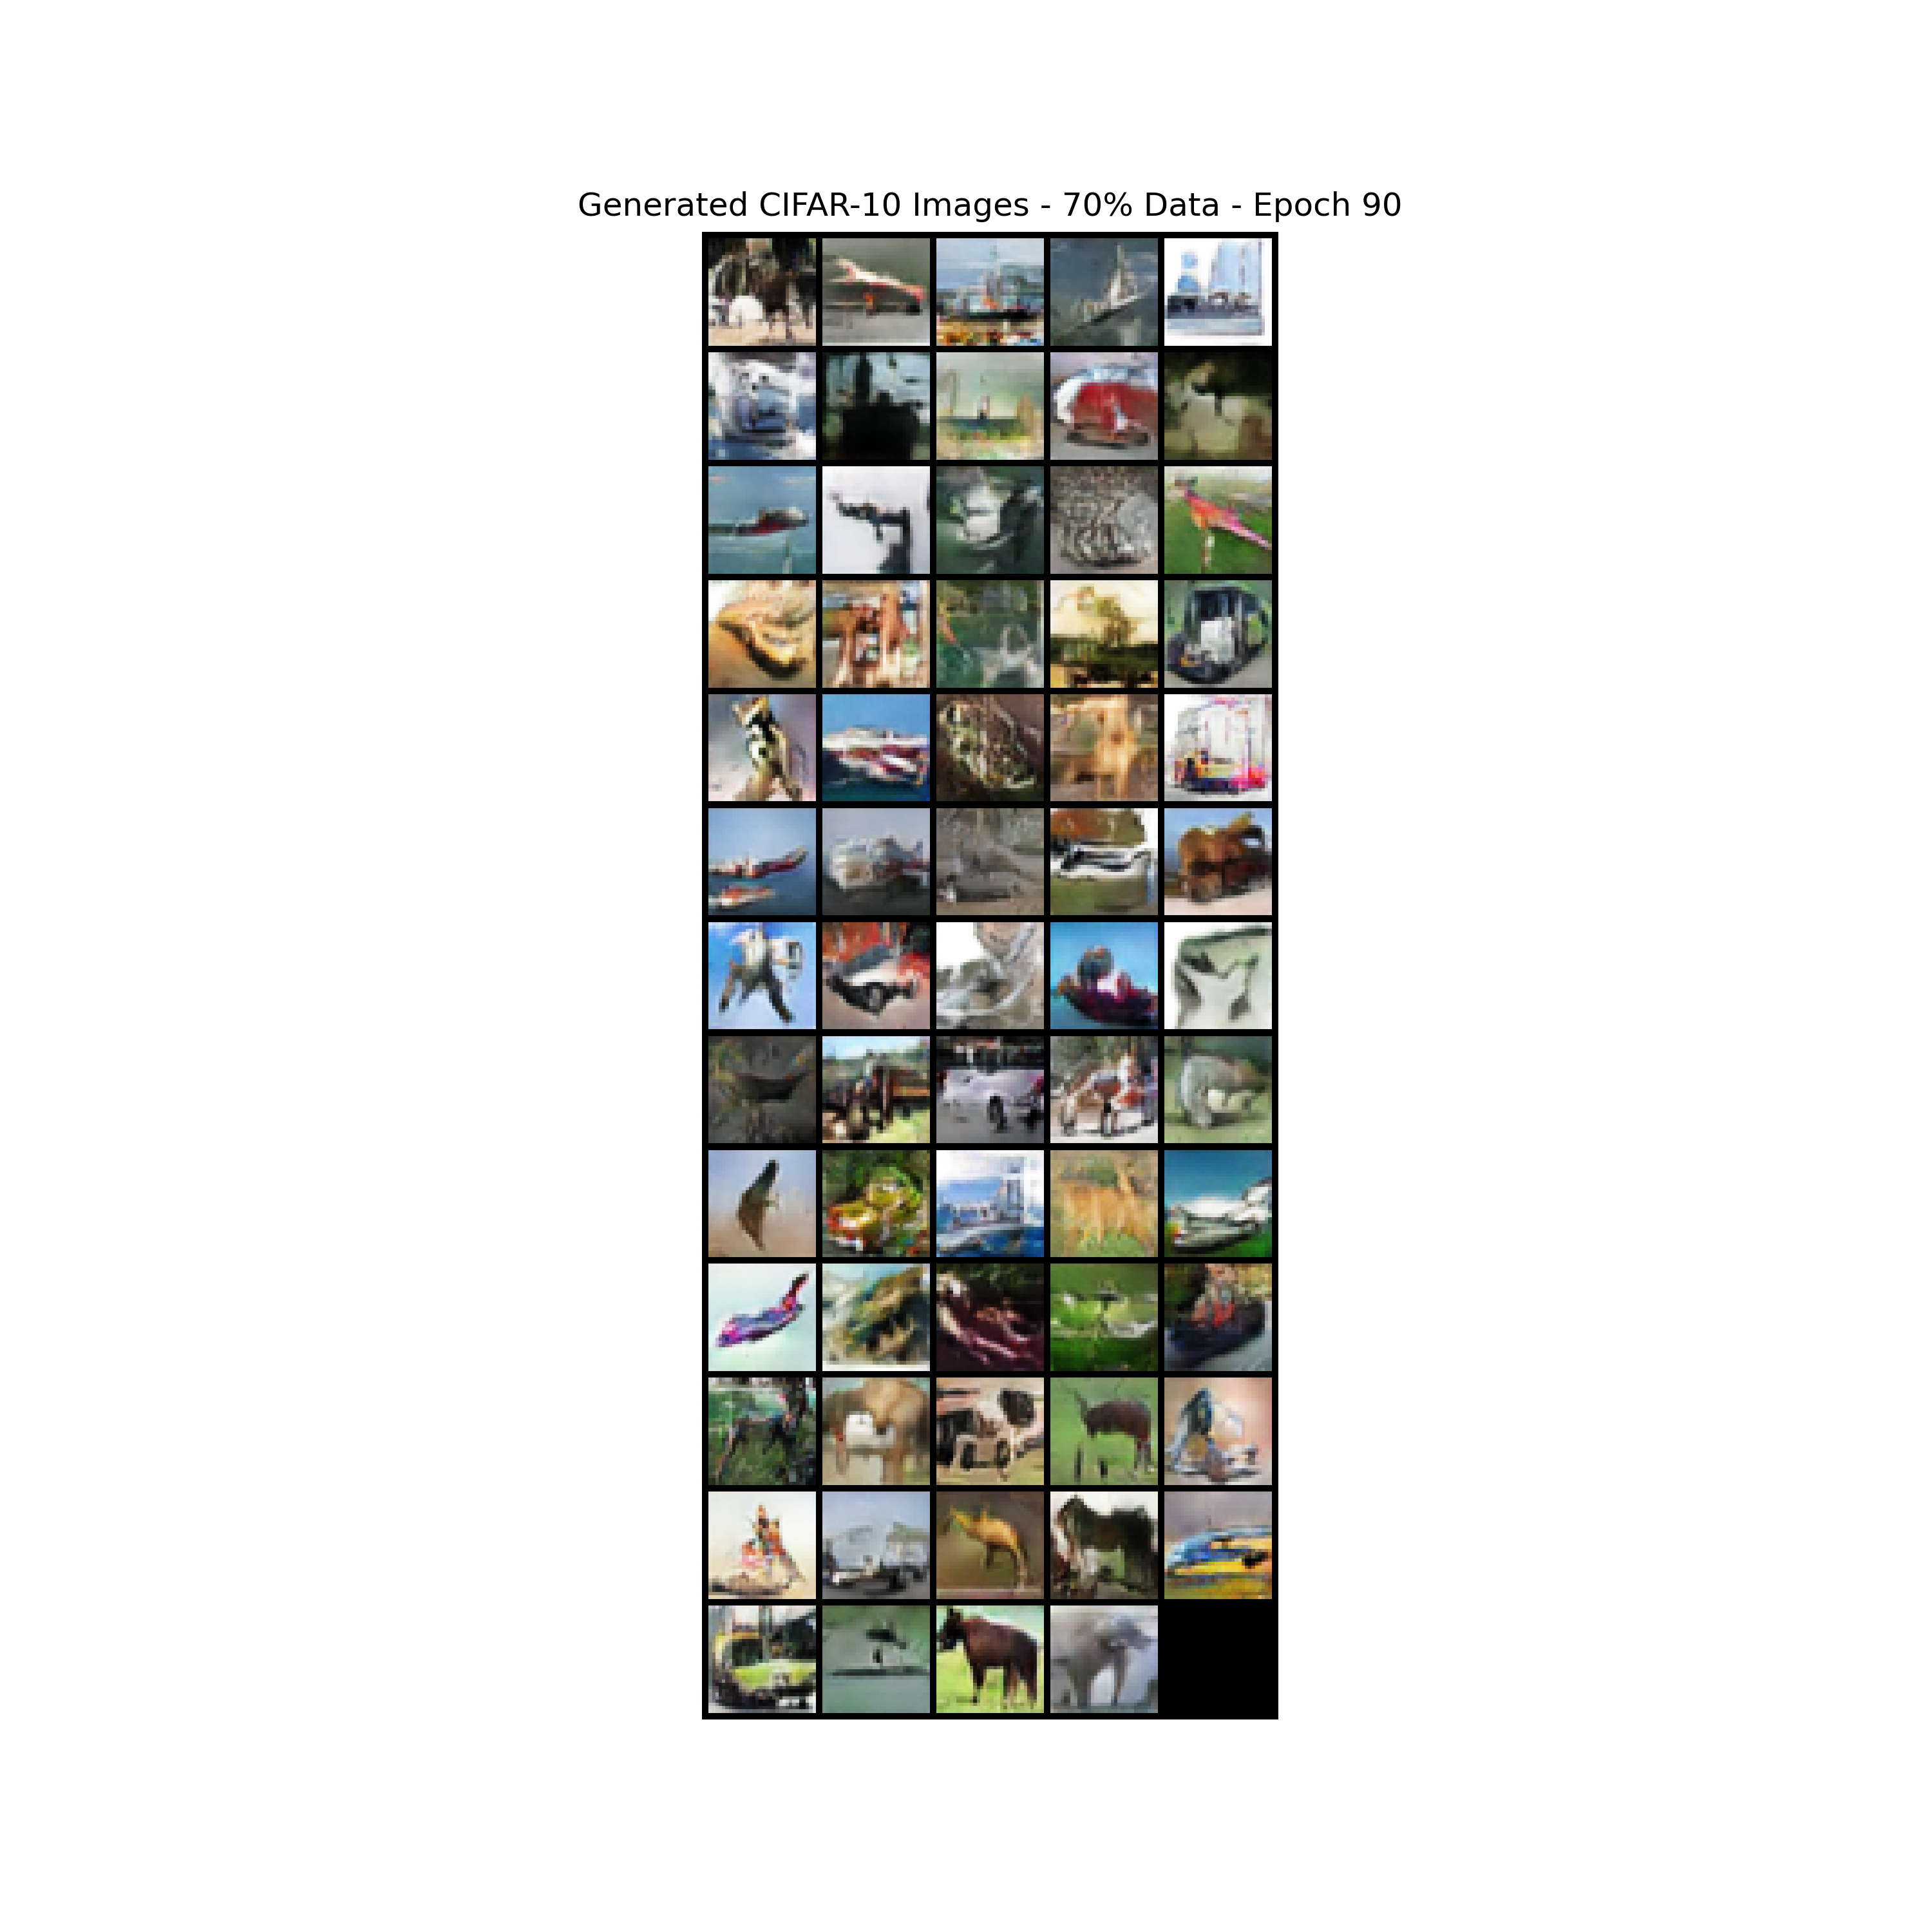 Generated CIFAR-10 Images - 70% Data - Epoch 90